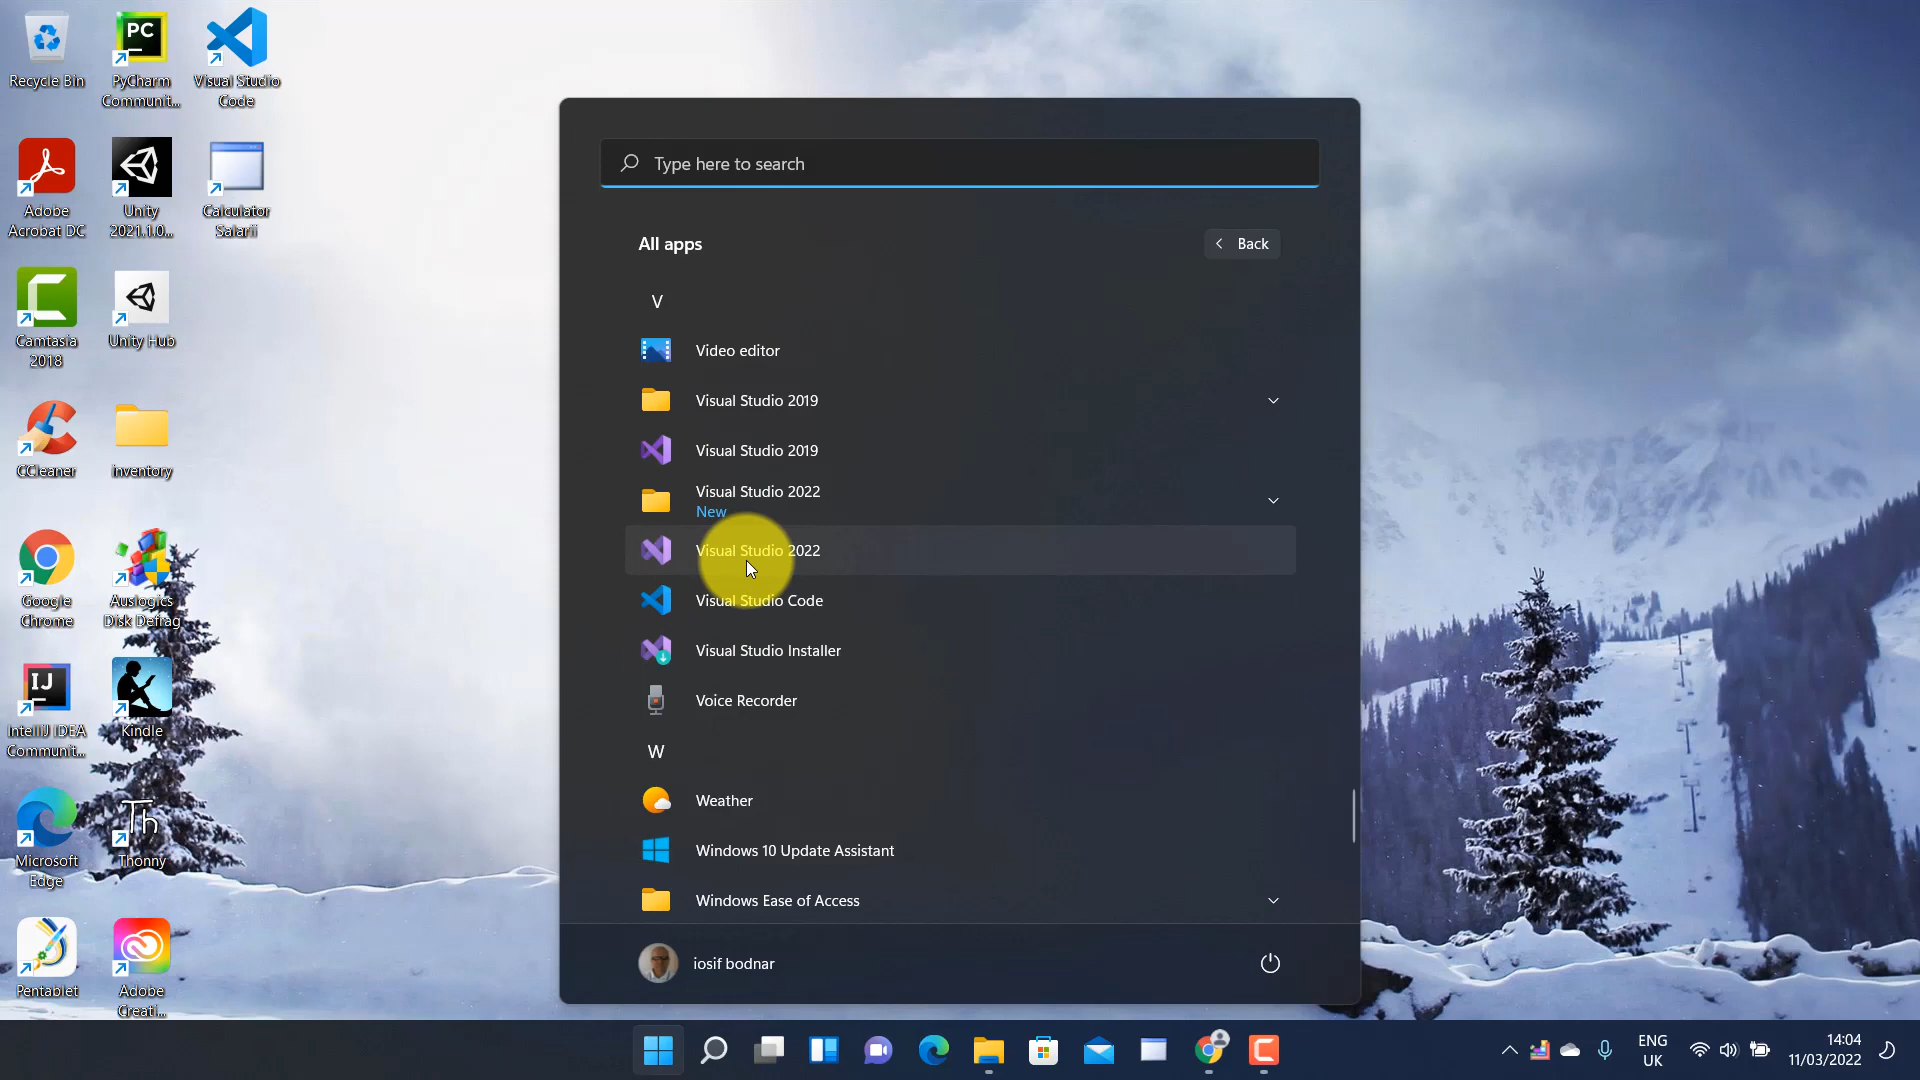 Recycle Bin
PyCharm
Communit...
Visual Studio
Code
Adobe
Acrobat DC
Unity
2021.1.0...
Calculator
Salarii
Camtasia
2018
Unity Hub
CCleaner
inventory
Google
Chrome
Auslogics
Disk Defrag
IntelliJ IDEA
Communit...
Kindle
Microsoft
Edge
Thonny
Pentablet
Adobe
Creati...
PC
IJ
Th
Type here to search
All apps
Back
V
Video editor
Visual Studio 2019
Visual Studio 2019
Visual Studio 2022
New
Visual Studio 2022
Visual Studio Code
Visual Studio Installer
Voice Recorder
W
Weather
Windows 10 Update Assistant
Windows Ease of Access
iosif bodnar
ENG
UK
14:04
11/03/2022